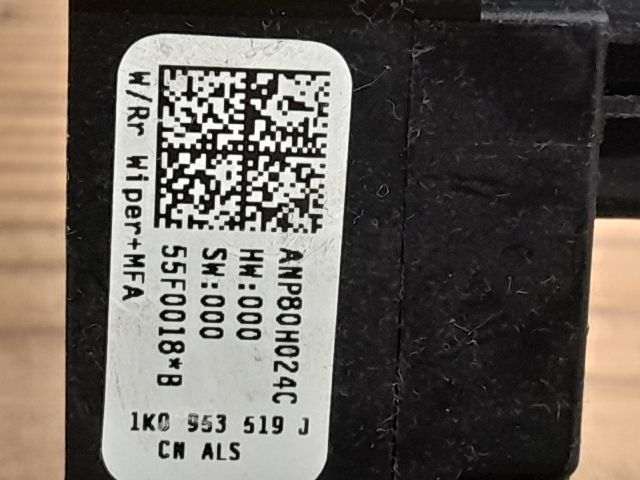 W/Rr Wiper+MFA
ANP80H024C
HW:000
SW:000
55F0018*B
1K0 953 519 J
CN ALS